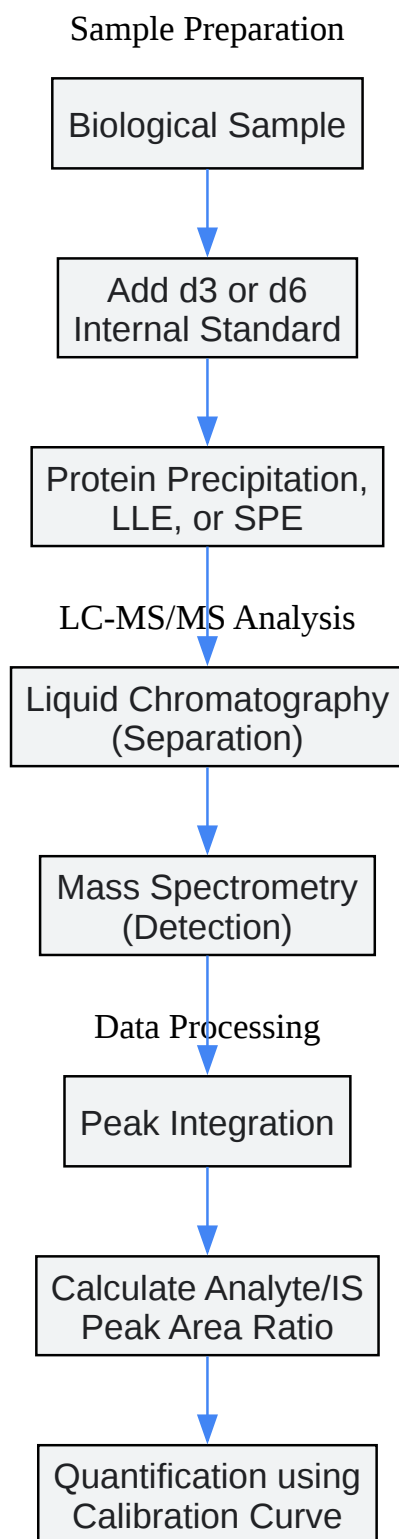 Sample Preparation
Biological Sample
Add d3 or d6
Internal Standard
Protein Precipitation,
LLE, or SPE
LC-MS/MS Analysis
Liquid Chromatography
(Separation)
Mass Spectrometry
(Detection)
Data Processing
Peak Integration
Calculate Analyte/IS
Peak Area Ratio
Quantification using
Calibration Curve